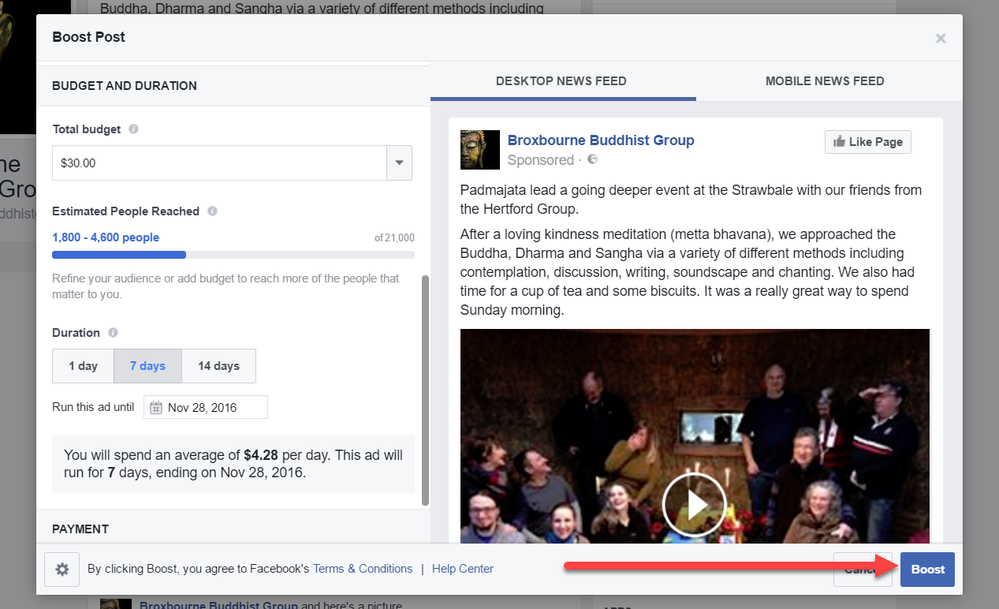 Buddha, Dharma and Sangha via a variety of different methods including
Boost Post
×
BUDGET AND DURATION
Total budget
$30.00
Estimated People Reached
1,800 - 4,600 people
of 21,000
Refine your audience or add budget to reach more of the people that
matter to you.
Duration
1 day
7 days
14 days
Run this ad until
Nov 28, 2016
You will spend an average of $4.28 per day. This ad will
run for 7 days, ending on Nov 28, 2016.
PAYMENT
DESKTOP NEWS FEED
MOBILE NEWS FEED
Broxbourne Buddhist Group
Like Page
Sponsored ·
Padmajata lead a going deeper event at the Strawbale with our friends from
the Hertford Group.
After a loving kindness meditation (metta bhavana), we approached the
Buddha, Dharma and Sangha via a variety of different methods including
contemplation, discussion, writing, soundscape and chanting. We also had
time for a cup of tea and some biscuits. It was a really great way to spend
Sunday morning.
By clicking Boost, you agree to Facebook's Terms & Conditions | Help Center
Boost
Broxbourne Buddhist Group and here's a picture